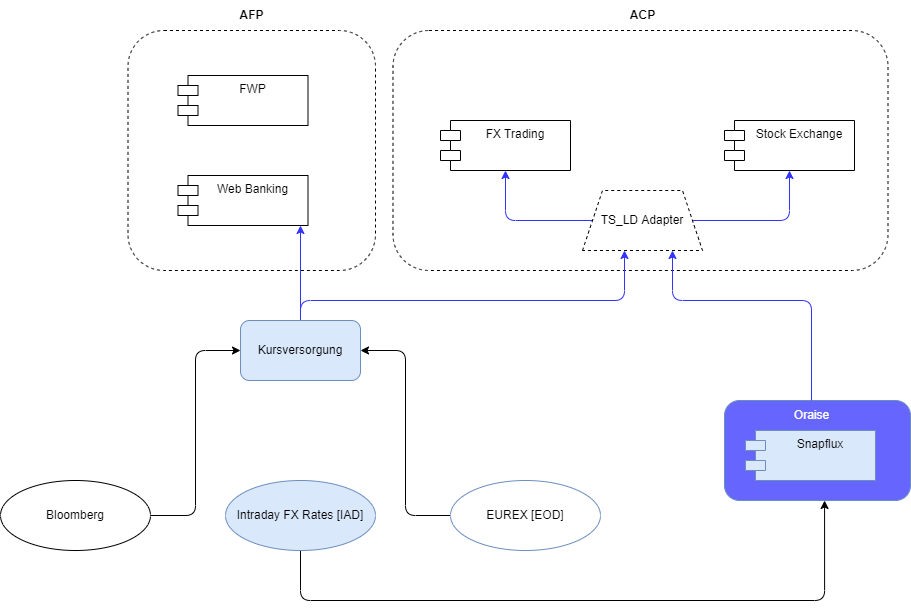 AFP
ACP
FWP
FX Trading
Stock Exchange
Web Banking
TS_LD Adapter
Kursversorgung
Oraise
Snapflux
Bloomberg
Intraday FX Rates [IAD]
EUREX [EOD]